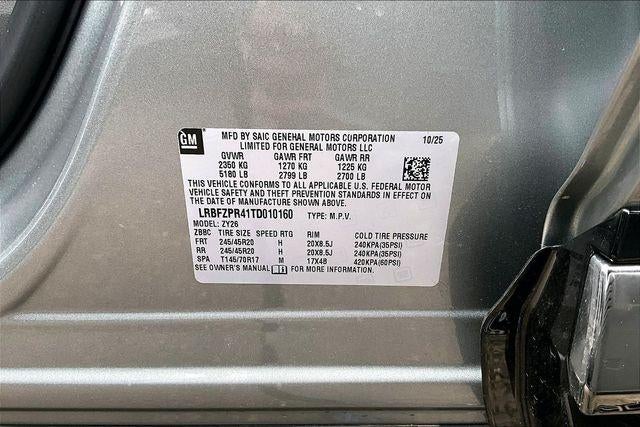 GM
MFD BY SAIC GENERAL MOTORS CORPORATION 10/25
LIMITED FOR GENERAL MOTORS LLC
GVWR GAWR FRT GAWR RR
2350 KG 1270 KG 1225 KG
5180 LB 2799 LB 2700 LB
THIS VEHICLE CONFORMS TO ALL APPLICABLE U.S. FEDERAL MOTOR
VEHICLE SAFETY AND THEFT PREVENTION STANDARDS IN EFFECT ON
THE DATE OF MANUFACTURE SHOWN ABOVE.
LRBFZPR41TD010160 TYPE: M.P.V.
MODEL: ZY26
ZBBC TIRE SIZE SPEED RTG RIM COLD TIRE PRESSURE
FRT 245/45R20 H 20X8.5J 240KPA(35PSI)
RR 245/45R20 H 20X8.5J 240KPA(35PSI)
SPA T145/70R17 M 17X4B 420KPA(60PSI)
SEE OWNER'S MANUAL FOR MORE INFORMATION.